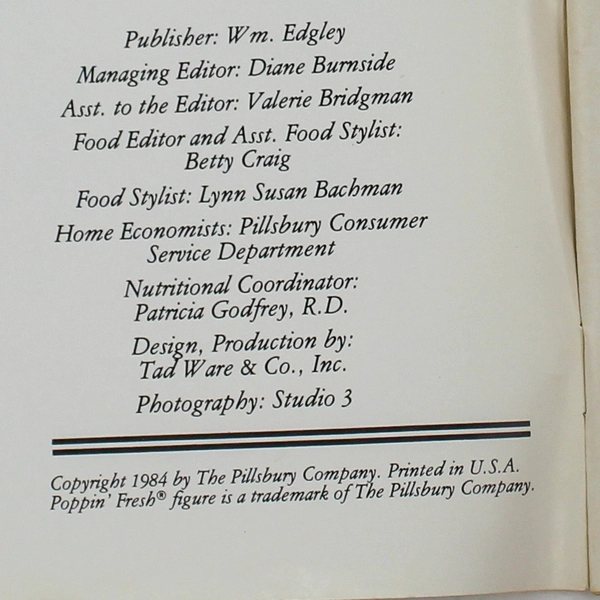 Publisher: Wm. Edgley
Managing Editor: Diane Burnside
Asst. to the Editor: Valerie Bridgman
Food Editor and Asst. Food Stylist:
Betty Craig
Food Stylist: Lynn Susan Bachman
Home Economists: Pillsbury Consumer
Service Department
Nutritional Coordinator:
Patricia Godfrey, R.D.
Design, Production by:
Tad Ware & Co., Inc.
Photography: Studio 3
Copyright 1984 by The Pillsbury Company. Printed in U.S.A.
Poppin' Fresh® figure is a trademark of The Pillsbury Company.